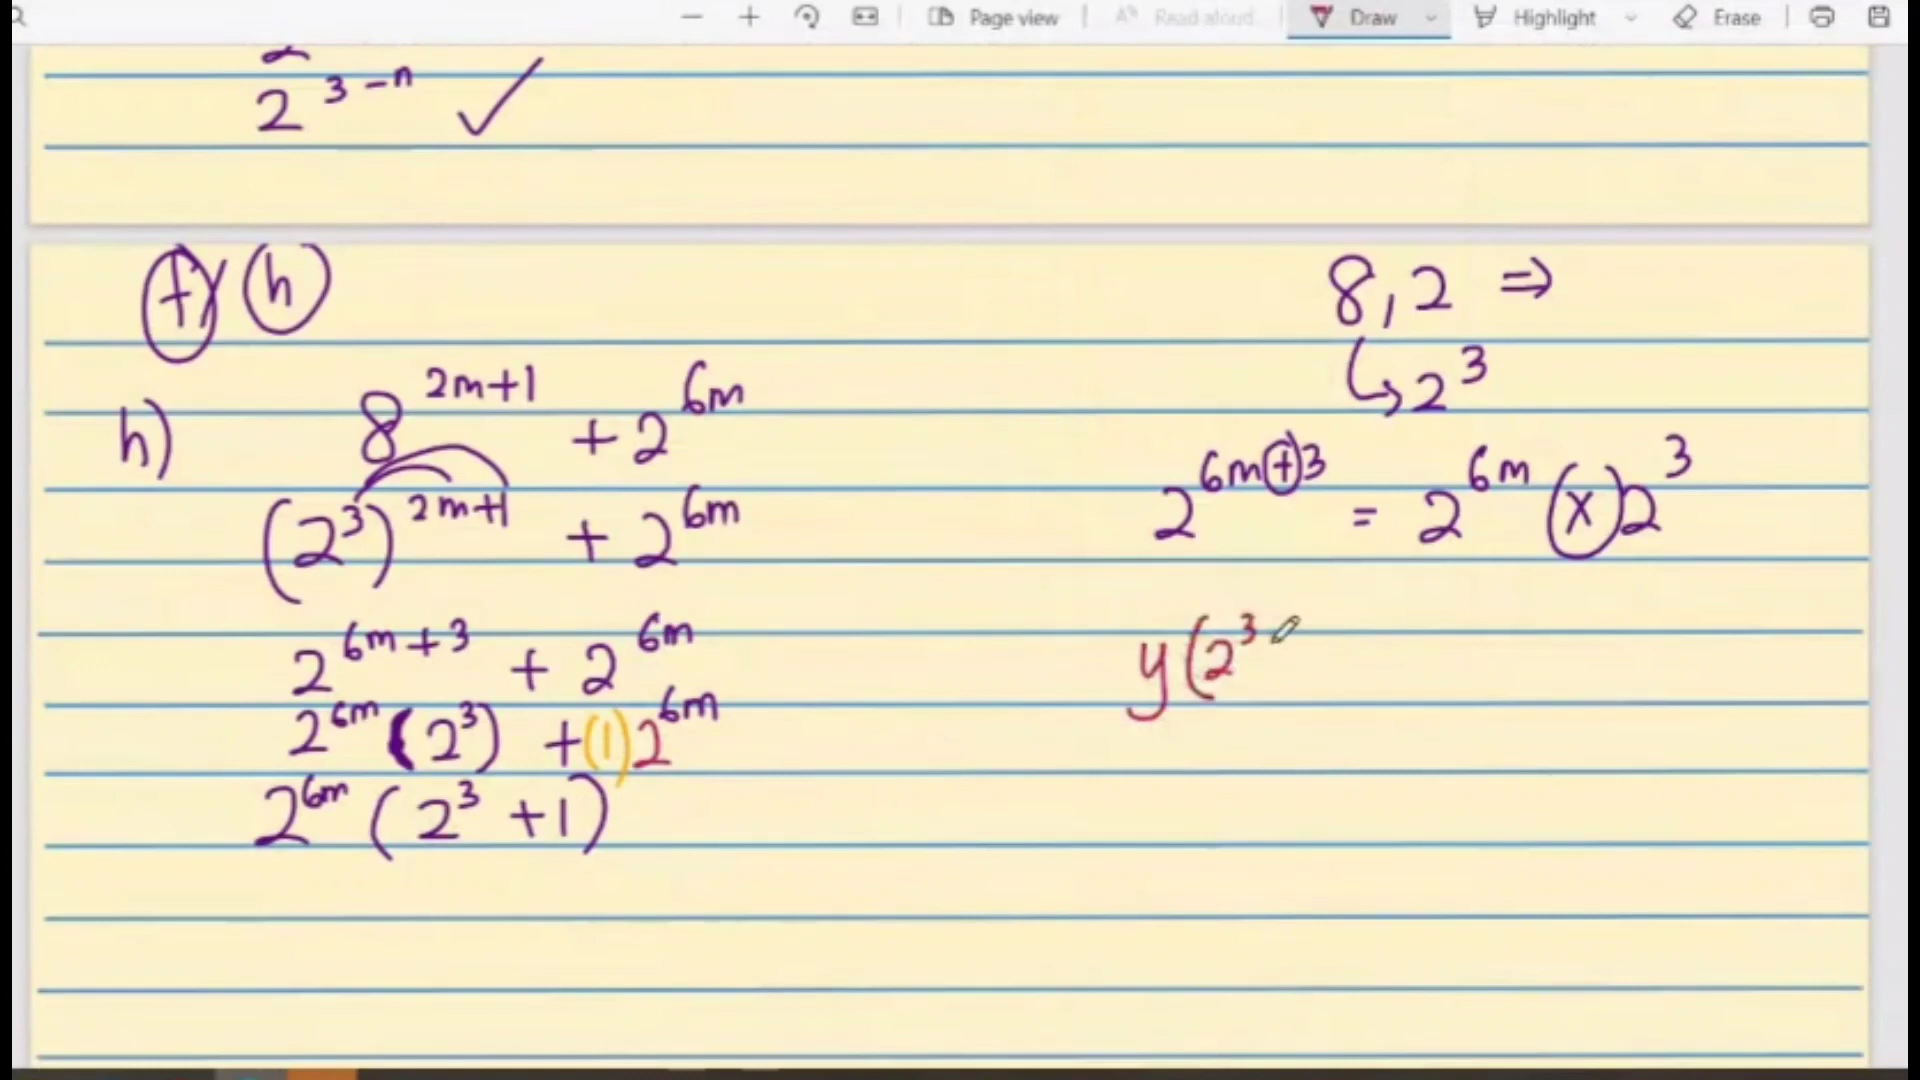 Page view Read aloud Draw Highlight Erase
2^{3-n} ✓
f) h
8, 2 ⇒
↳ 2^3
h) 8^{2m+1} + 2^{6m}
(2^3)^{2m+1} + 2^{6m}
2^{6m+3} = 2^{6m} (×) 2^3
2^{6m+3} + 2^{6m}
2^{6m} (2^3) + (1) 2^{6m}
2^{6m} (2^3 + 1)
y (2^3